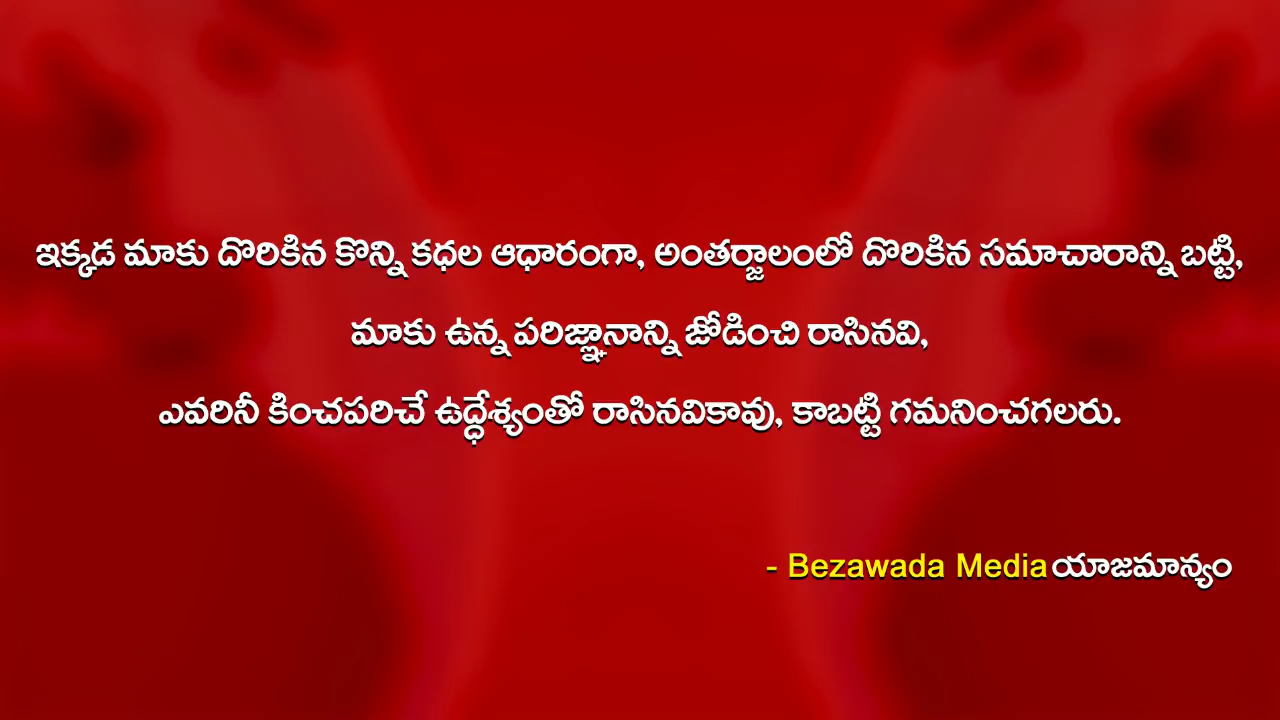 ఇక్కడ మాకు దొరికిన కొన్ని కధల ఆధారంగా, అంతర్జాలంలో దొరికిన సమాచారాన్ని బట్టి,
మాకు ఉన్న పరిజ్ఞానాన్ని జోడించి రాసినవి,
ఎవరినీ కించపరిచే ఉద్ధేశ్యంతో రాసినవికావు, కాబట్టి గమనించగలరు.
- Bezawada Media యాజమాన్యం